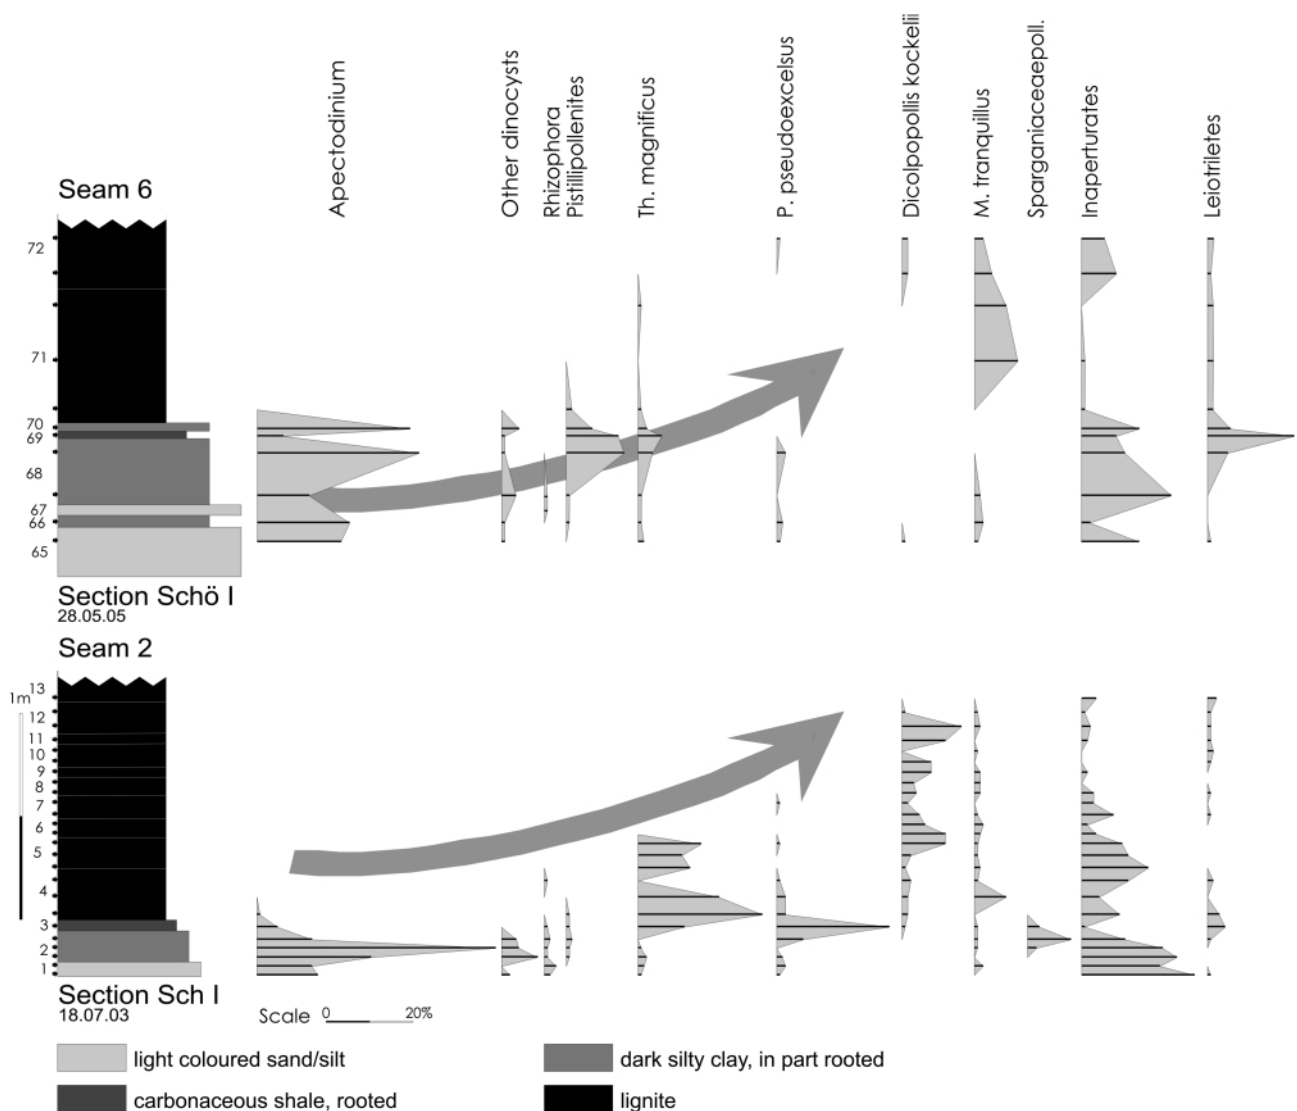 Apectodinium
Other dinocysts
Rhizophora
Pistillipollenites
Th. magnificus
P. pseudoexcelsus
Dicolpopollis kockelii
M. tranquillus
Sparganiaceaepoll.
Inaperturates
Leiotriletes
Seam 6
72
71
70
69
68
67
66
65
Section Schö I
28.05.05
Seam 2
1m
13
12
11
10
9
8
7
6
5
4
3
2
1
Section Sch I
18.07.03
Scale 0 20%
light coloured sand/silt
dark silty clay, in part rooted
carbonaceous shale, rooted
lignite